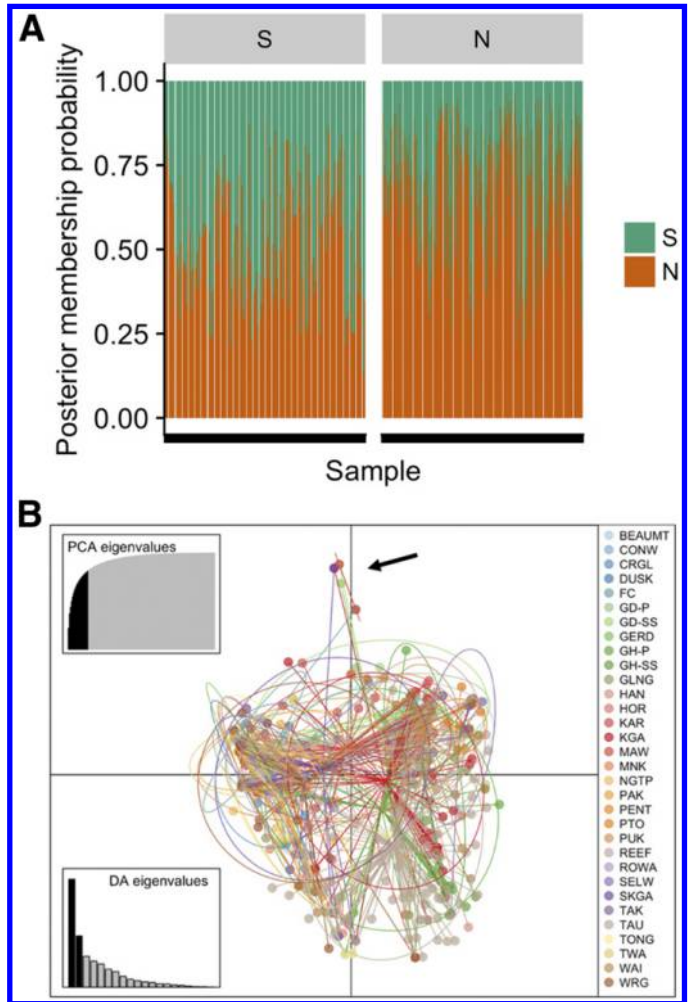 A
S N
Posterior membership probability
1.00
0.75
0.50
0.25
0.00
Sample
S
N
B
PCA eigenvalues
DA eigenvalues
BEAUMT
CONW
CRGL
DUSK
FC
GD-P
GD-SS
GERD
GH-P
GH-SS
GLNG
HAN
HOR
KAR
KGA
MAW
MNK
NGTP
PAK
PENT
PTO
PUK
REEF
ROWA
SELW
SKGA
TAK
TAU
TONG
TWA
WAI
WRG